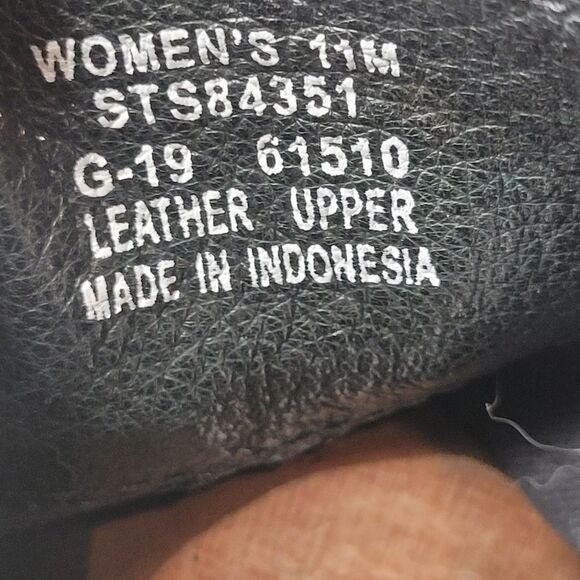 WOMEN'S 11M
STS84351
G-19 61510
LEATHER UPPER
MADE IN INDONESIA